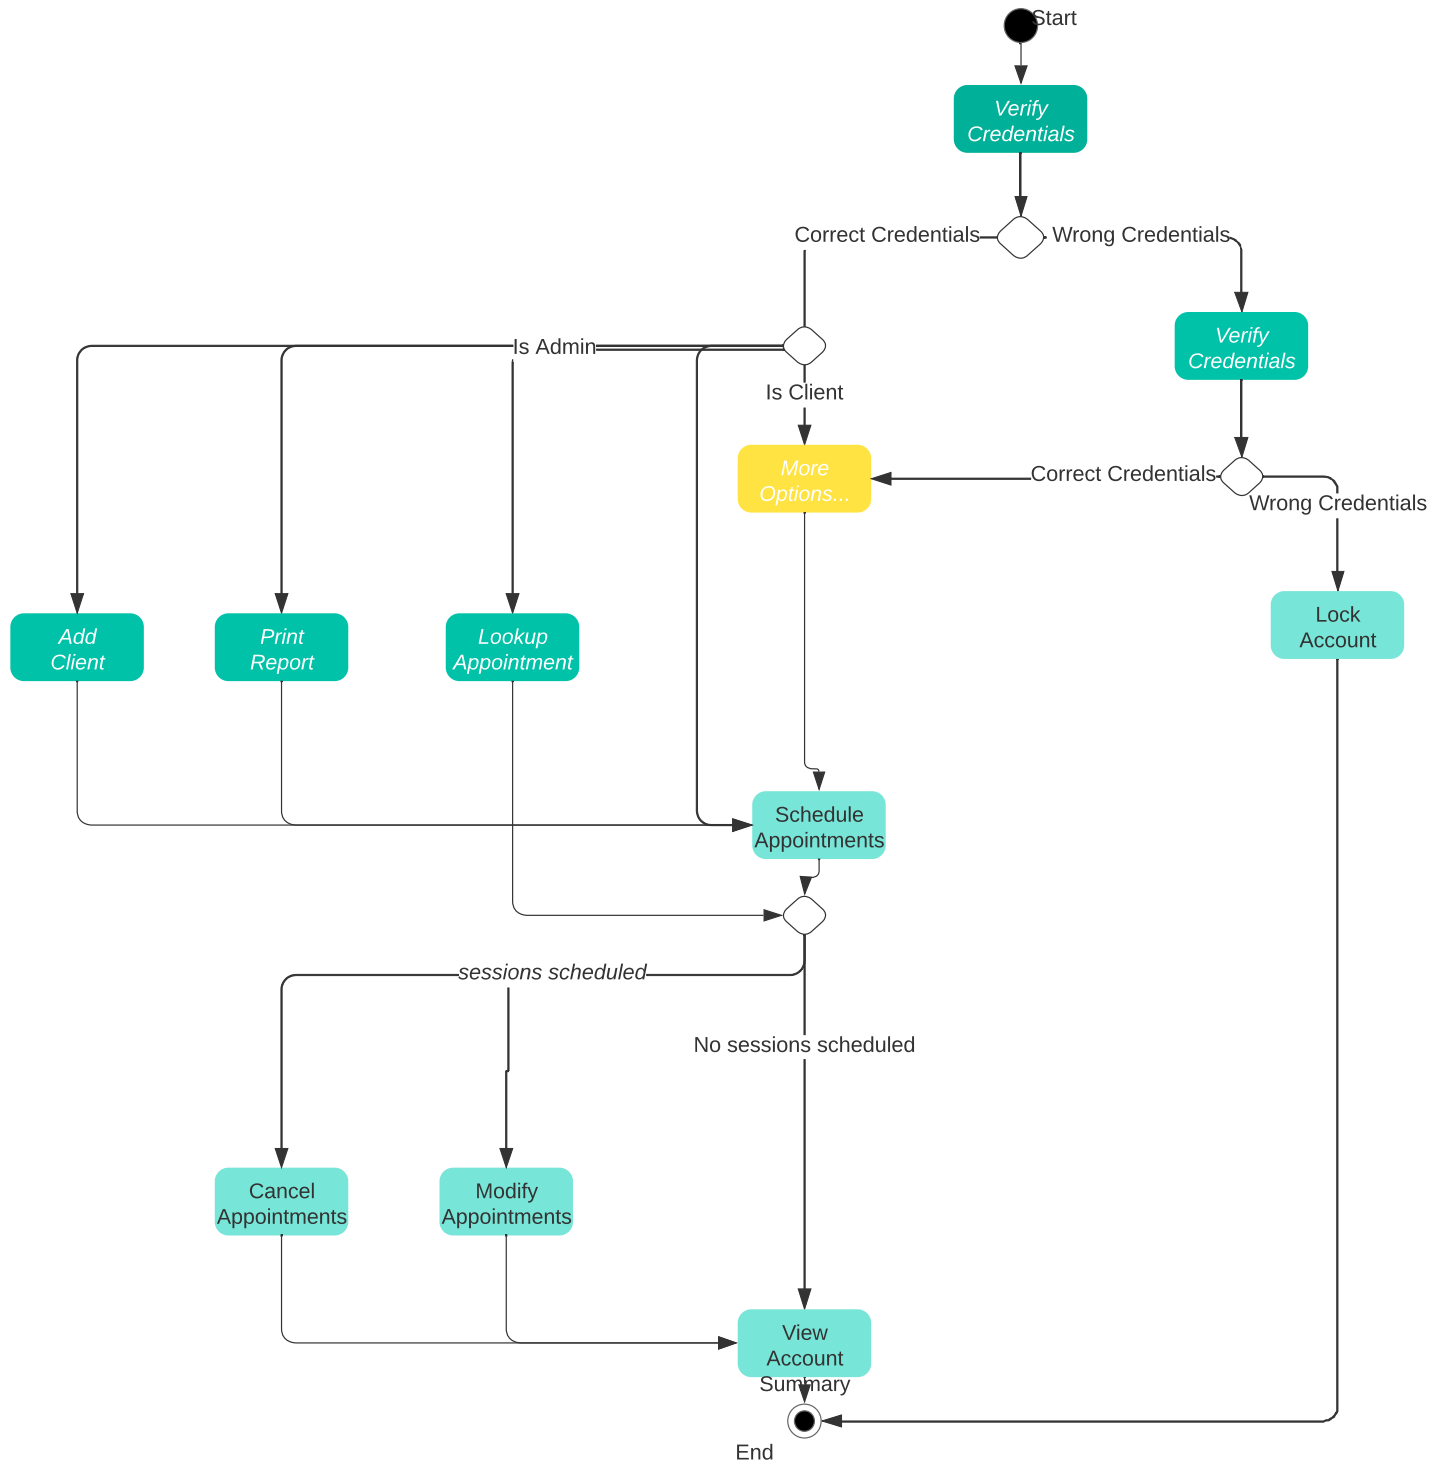 Start
Verify
Credentials
Correct Credentials
Wrong Credentials
Is Admin
Verify
Credentials
Is Client
More
Options...
Correct Credentials
Wrong Credentials
Add
Client
Print
Report
Lookup
Appointment
Lock
Account
Schedule
Appointments
sessions scheduled
No sessions scheduled
Cancel
Appointments
Modify
Appointments
View
Account
Summary
End